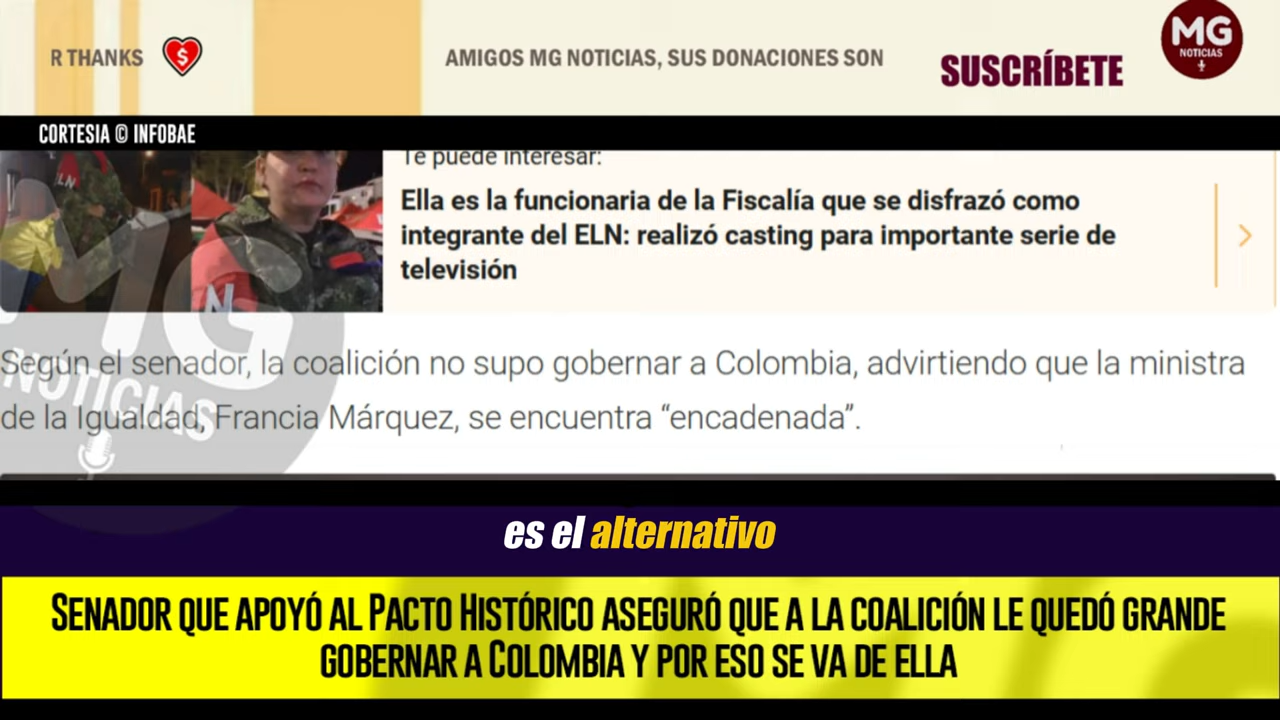 R THANKS
AMIGOS MG NOTICIAS, SUS DONACIONES SON
SUSCRÍBETE
MG
NOTICIAS
CORTESIA © INFOBAE
Te puede interesar:
Ella es la funcionaria de la Fiscalía que se disfrazó como
integrante del ELN: realizó casting para importante serie de
televisión
Según el senador, la coalición no supo gobernar a Colombia, advirtiendo que la ministra
de la Igualdad, Francia Márquez, se encuentra “encadenada”.
MG
NOTICIAS
es el alternativo
SENADOR QUE APOYÓ AL PACTO HISTÓRICO ASEGURÓ QUE A LA COALICIÓN LE QUEDÓ GRANDE
GOBERNAR A COLOMBIA Y POR ESO SE VA DE ELLA